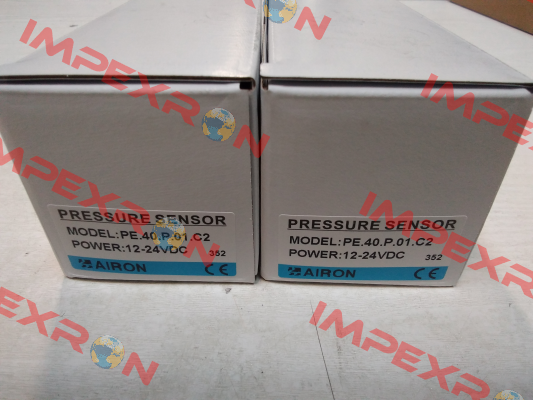 IMPEXRON
IMPEXRON
PRESSURE SENSOR
MODEL:PE.40.P.01.C2
POWER:12-24VDC 352
AIRON CE
PRESSURE SENSOR
MODEL:PE.40.P.01.C2
POWER:12-24VDC 352
AIRON CE
IMPEXRON
IMPEXRON